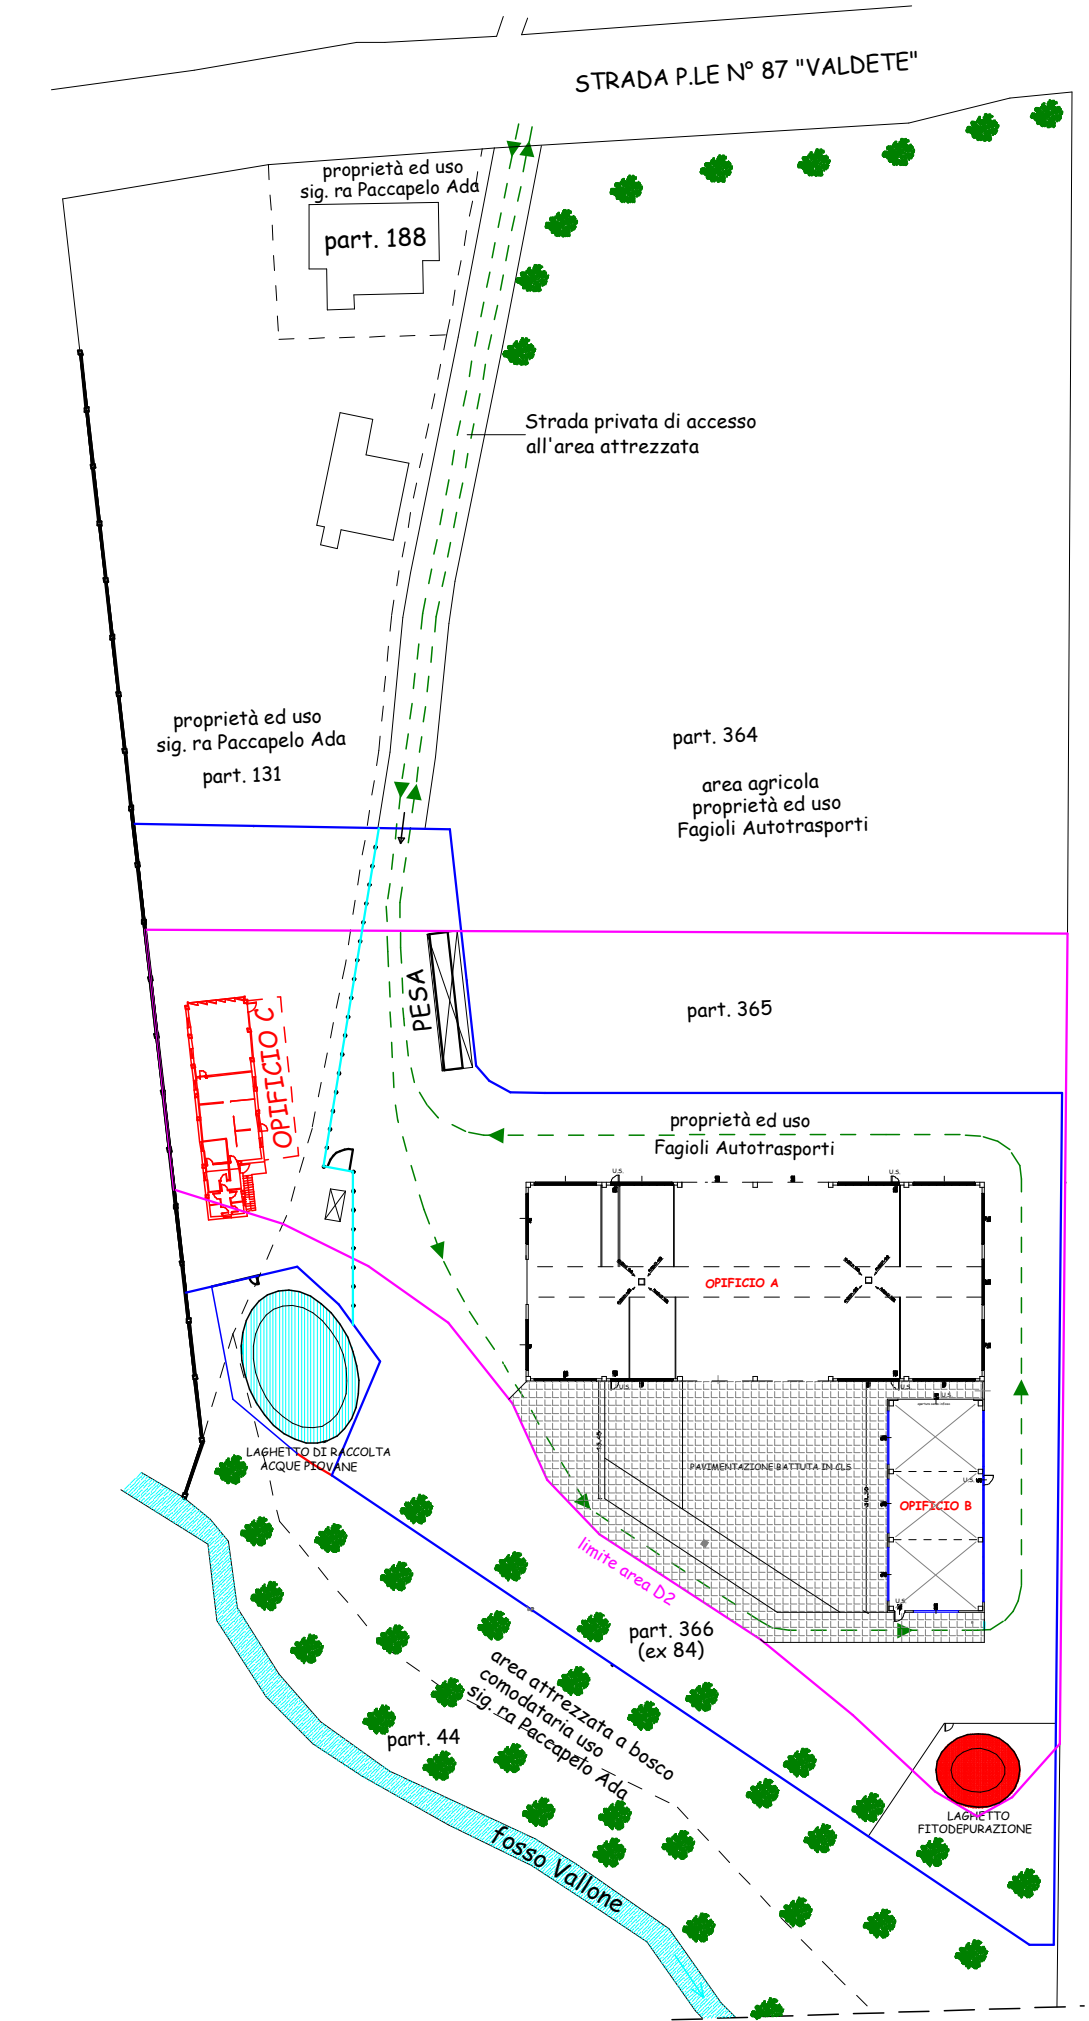 STRADA P.LE N° 87 "VALDETE"
proprietà ed uso
sig. ra Paccapelo Ada
part. 188
Strada privata di accesso
all'area attrezzata
proprietà ed uso
sig. ra Paccapelo Ada
part. 131
part. 364
area agricola
proprietà ed uso
Fagioli Autotrasporti
PESA
part. 365
OPIFICIO C
proprietà ed uso
Fagioli Autotrasporti
U.S.
U.S.
OPIFICIO A
U.S.
U.S.
LAGHETTO DI RACCOLTA
ACQUE PIOVANE
PAVIMENTAZIONE BATTUTA IN CLS
U.S.
OPIFICIO B
limite area D2
U.S.
part. 366
(ex 84)
area attrezzata a bosco
comodataria uso
sig. ra Paccapelo Ada
part. 44
LAGHETTO
FITODEPURAZIONE
fosso Vallone